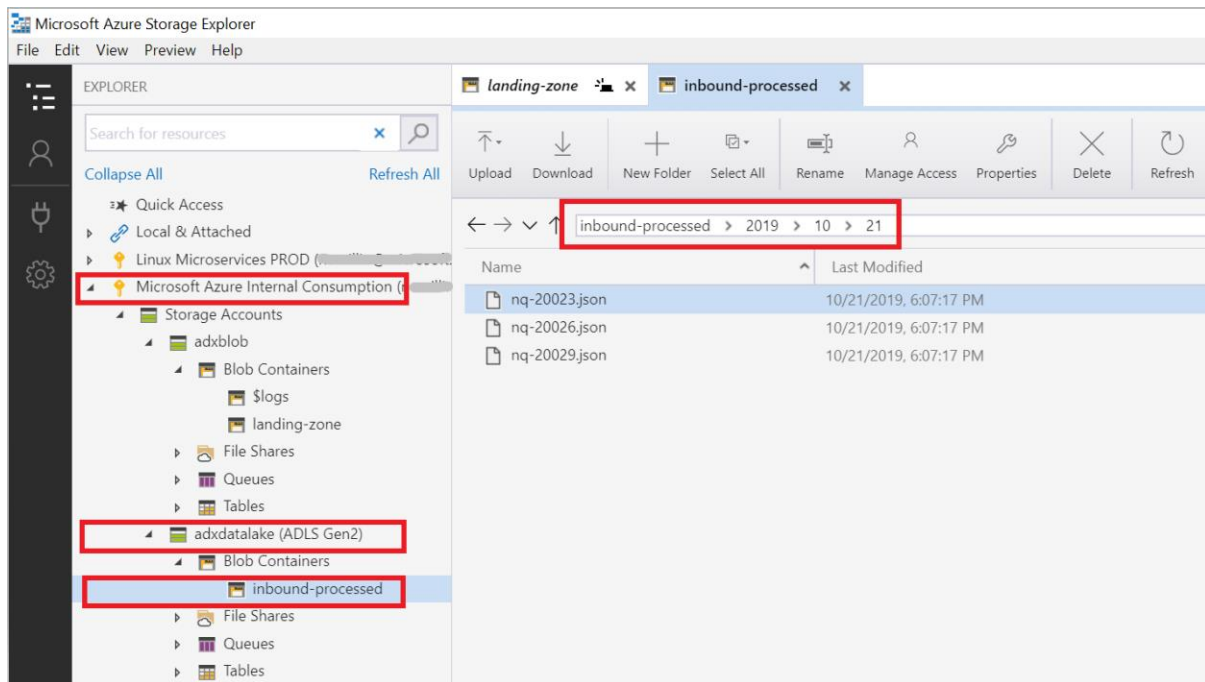 Microsoft Azure Storage Explorer
File Edit View Preview Help
EXPLORER
Search for resources
Collapse All Refresh All
Quick Access
Local & Attached
Linux Microservices PROD (
Microsoft Azure Internal Consumption (
Storage Accounts
adxblob
Blob Containers
$logs
landing-zone
File Shares
Queues
Tables
adxdatalake (ADLS Gen2)
Blob Containers
inbound-processed
File Shares
Queues
Tables
landing-zone inbound-processed
Upload Download New Folder Select All Rename Manage Access Properties Delete Refresh
inbound-processed > 2019 > 10 > 21
Name Last Modified
nq-20023.json 10/21/2019, 6:07:17 PM
nq-20026.json 10/21/2019, 6:07:17 PM
nq-20029.json 10/21/2019, 6:07:17 PM